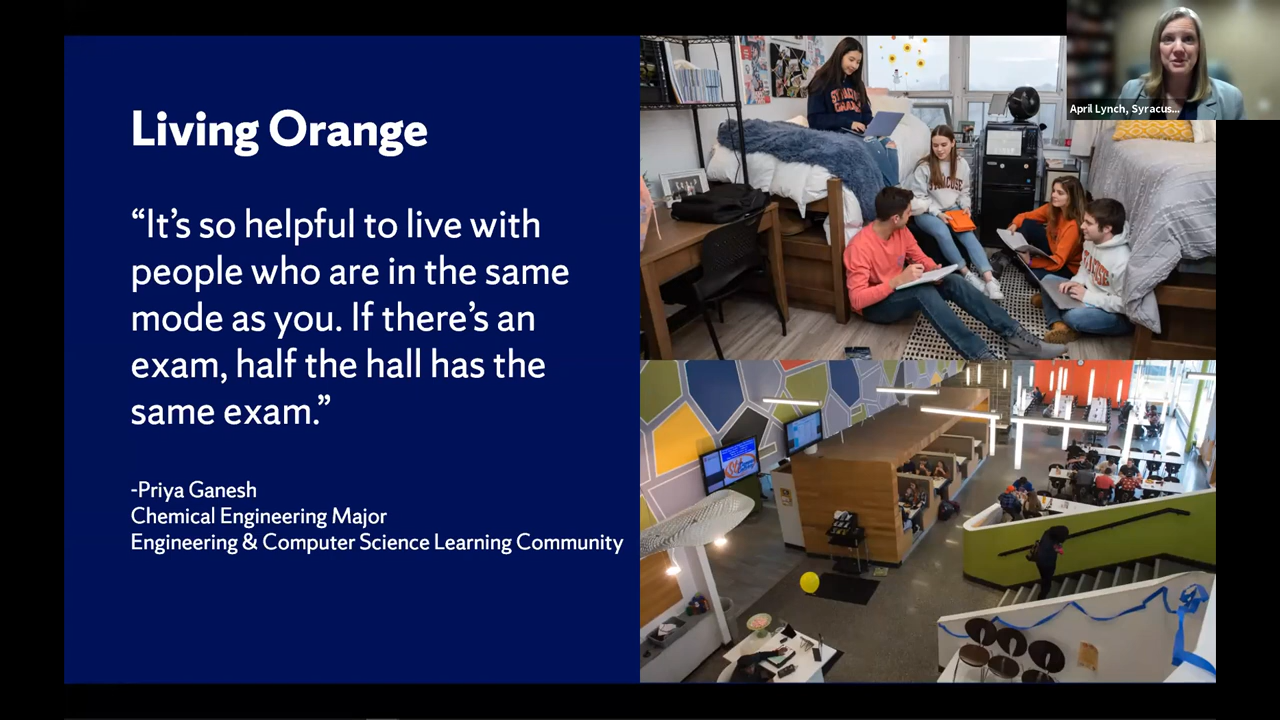 Living Orange
“It’s so helpful to live with
people who are in the same
mode as you. If there’s an
exam, half the hall has the
same exam.”
-Priya Ganesh
Chemical Engineering Major
Engineering & Computer Science Learning Community
April Lynch, Syracus...
SYRACUSE
SYRACUSE